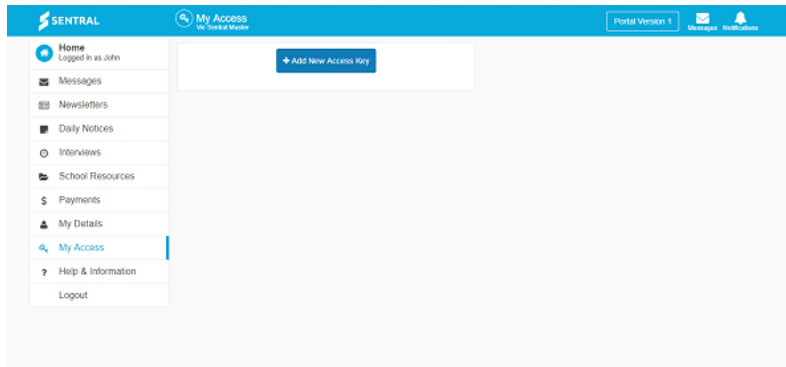 SENTRAL
My Access
Via Sentral Master
Portal Version 1
Messages
Notifications
Home
Logged in as John
Messages
Newsletters
Daily Notices
Interviews
School Resources
$ Payments
My Details
My Access
? Help & Information
Logout
+ Add New Access Key